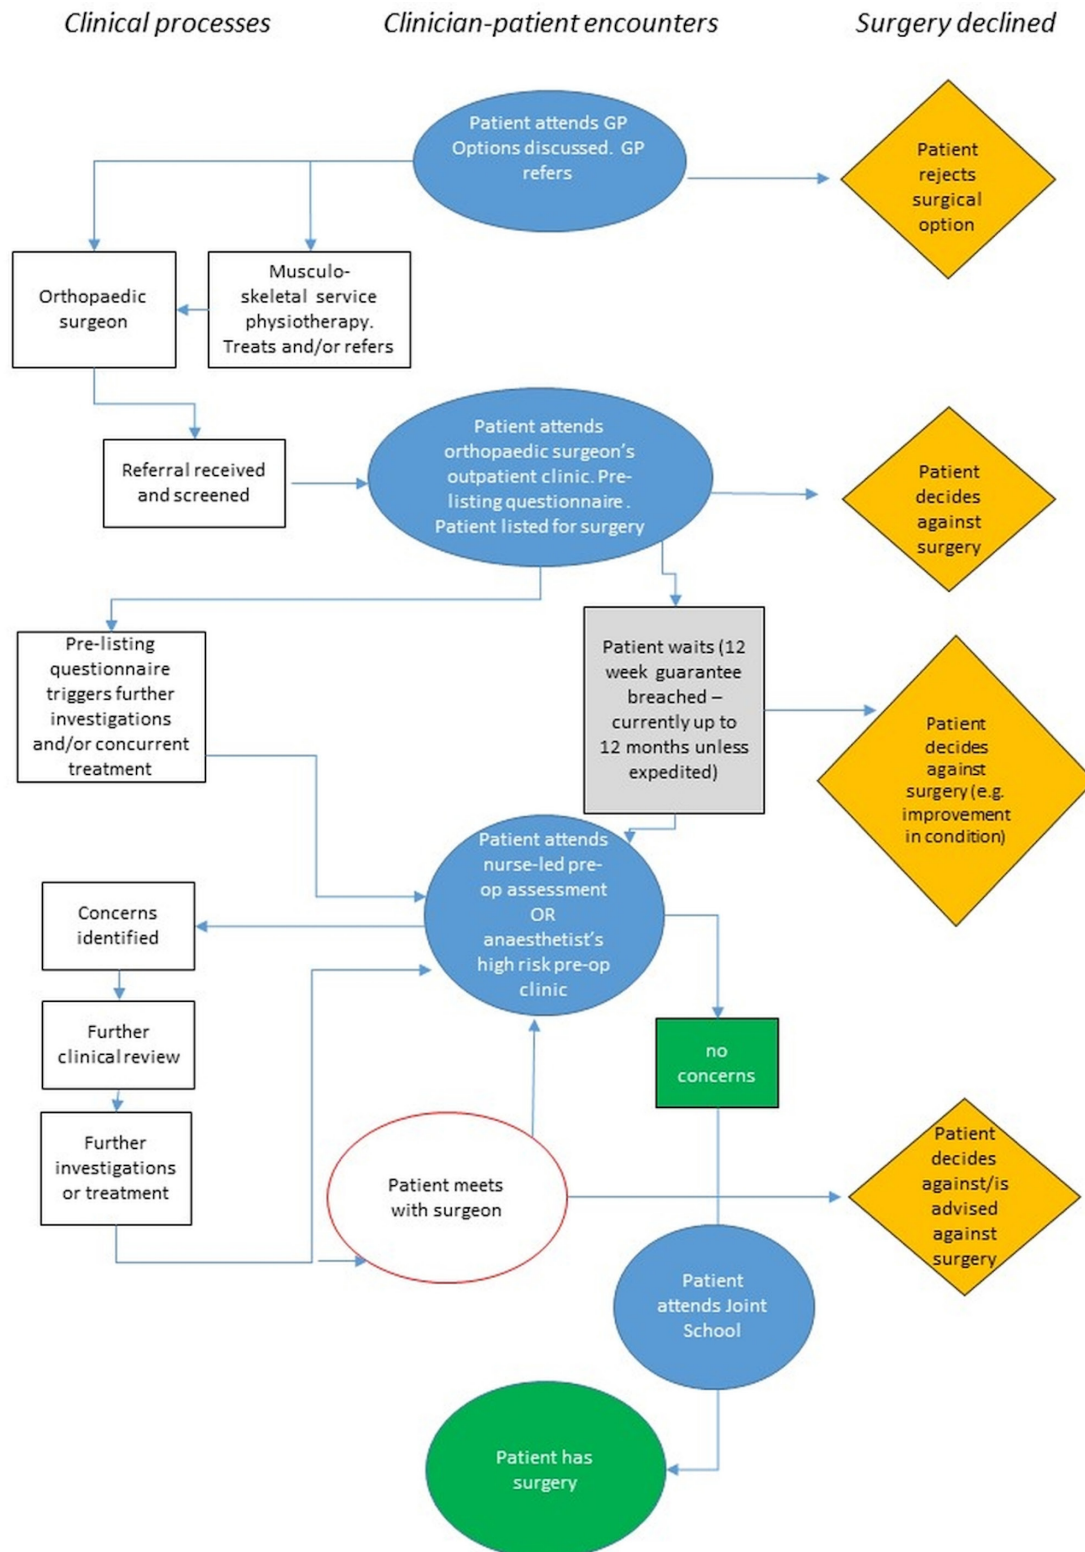 Clinical processes
Clinician-patient encounters
Surgery declined
Patient attends GP
Options discussed.  GP
refers
Patient
rejects
surgical
option
Orthopaedic
surgeon
Musculo-
skeletal service
physiotherapy.
Treats and/or refers
Referral received
and screened
Patient attends
orthopaedic surgeon's
outpatient clinic. Pre-
listing questionnaire .
Patient listed for surgery
Patient
decides
against
surgery
Pre-listing
questionnaire
triggers further
investigations
and/or concurrent
treatment
Patient waits (12
week guarantee
breached –
currently up to
12 months unless
expedited)
Patient
decides
against
surgery (e.g.
improvement
in condition)
Patient attends
nurse-led pre-
op assessment
OR
anaesthetist's
high risk pre-op
clinic
Concerns
identified
Further
clinical review
no
concerns
Further
investigations
or treatment
Patient meets
with surgeon
Patient
decides
against/is
advised
against
surgery
Patient
attends Joint
School
Patient has
surgery